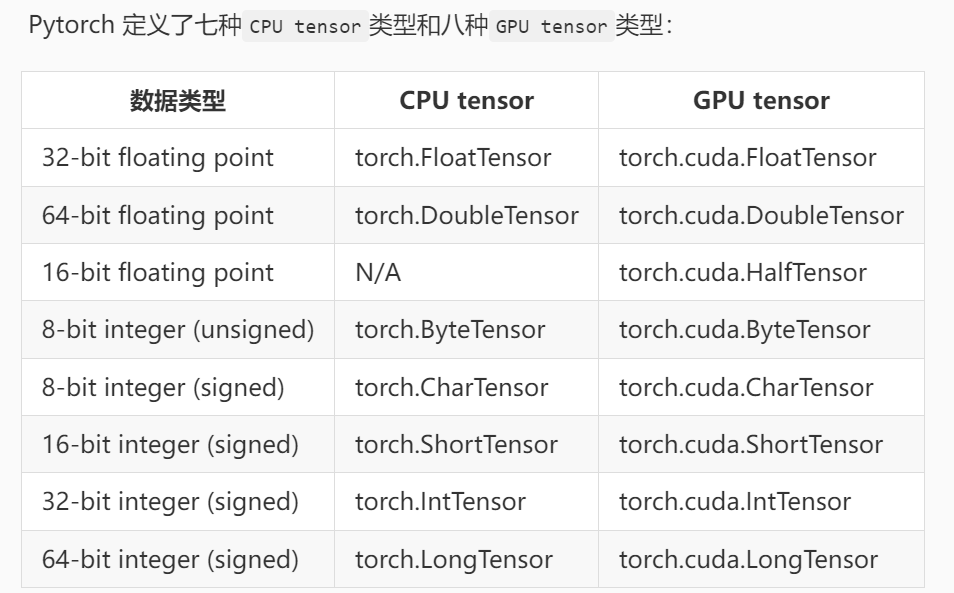 Pytorch 定义了七种 CPU tensor 类型和八种 GPU tensor 类型：
数据类型 CPU tensor GPU tensor
32-bit floating point torch.FloatTensor torch.cuda.FloatTensor
64-bit floating point torch.DoubleTensor torch.cuda.DoubleTensor
16-bit floating point N/A torch.cuda.HalfTensor
8-bit integer (unsigned) torch.ByteTensor torch.cuda.ByteTensor
8-bit integer (signed) torch.CharTensor torch.cuda.CharTensor
16-bit integer (signed) torch.ShortTensor torch.cuda.ShortTensor
32-bit integer (signed) torch.IntTensor torch.cuda.IntTensor
64-bit integer (signed) torch.LongTensor torch.cuda.LongTensor